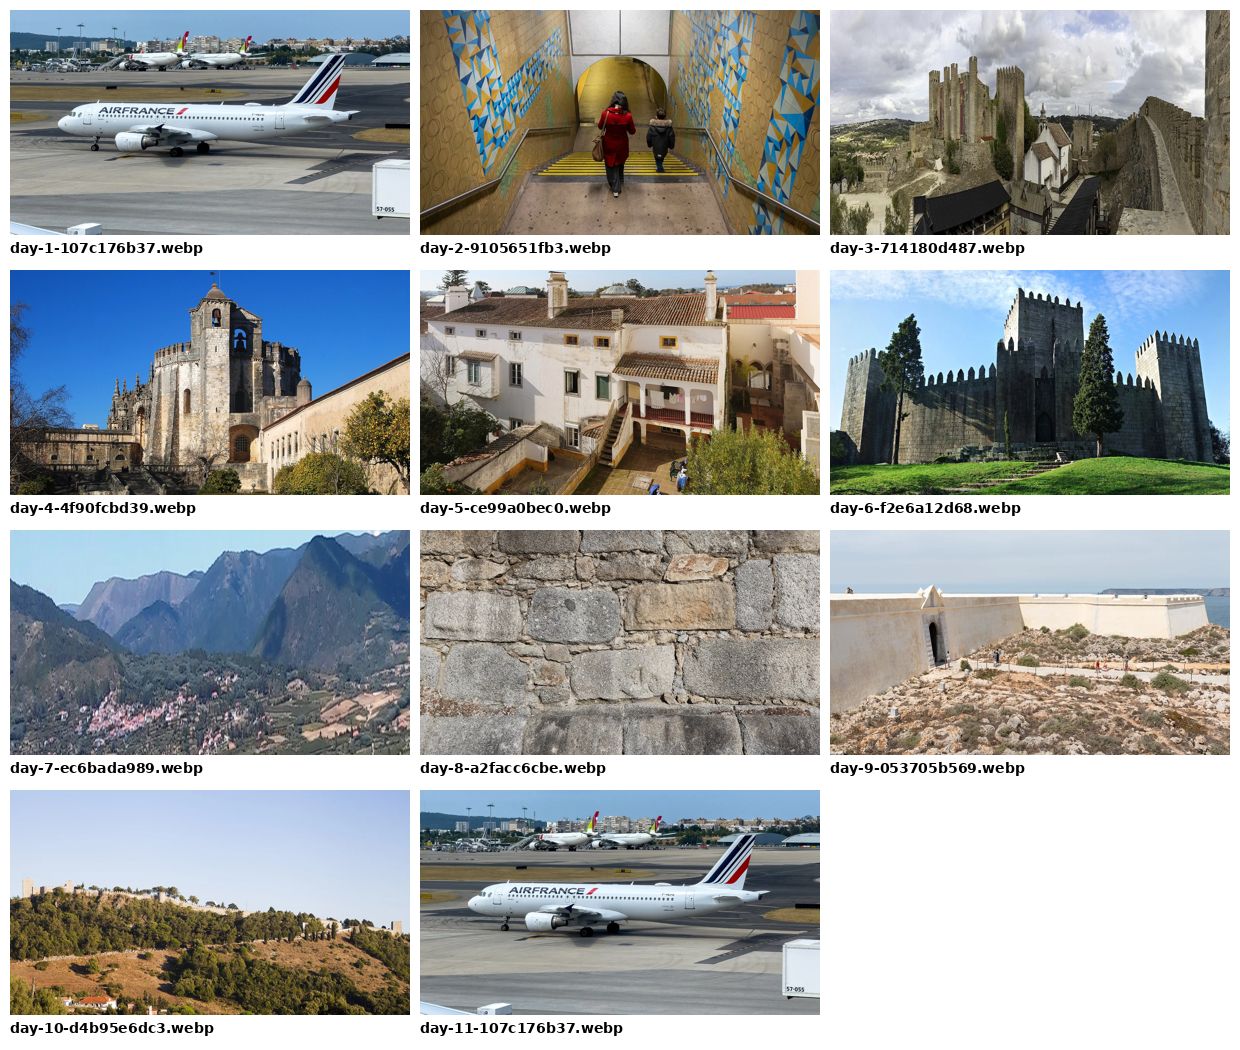 AIRFRANCE
57-055
day-1-107c176b37.webp
day-2-9105651fb3.webp
day-3-714180d487.webp
day-4-4f90fcbd39.webp
day-5-ce99a0bec0.webp
day-6-f2e6a12d68.webp
day-7-ec6bada989.webp
day-8-a2facc6cbe.webp
day-9-053705b569.webp
AIRFRANCE
57-055
day-10-d4b95e6dc3.webp
day-11-107c176b37.webp